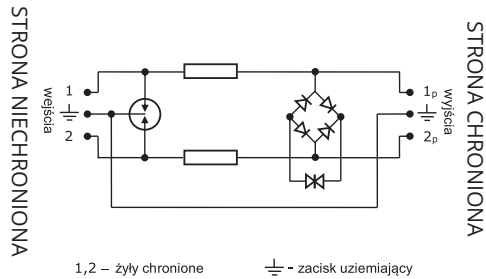 STRONA NIECHRONIONA
wejścia
1
2
1p
2p
wyjścia
STRONA CHRONIONA
1,2 – żyły chronione
- zacisk uziemiający